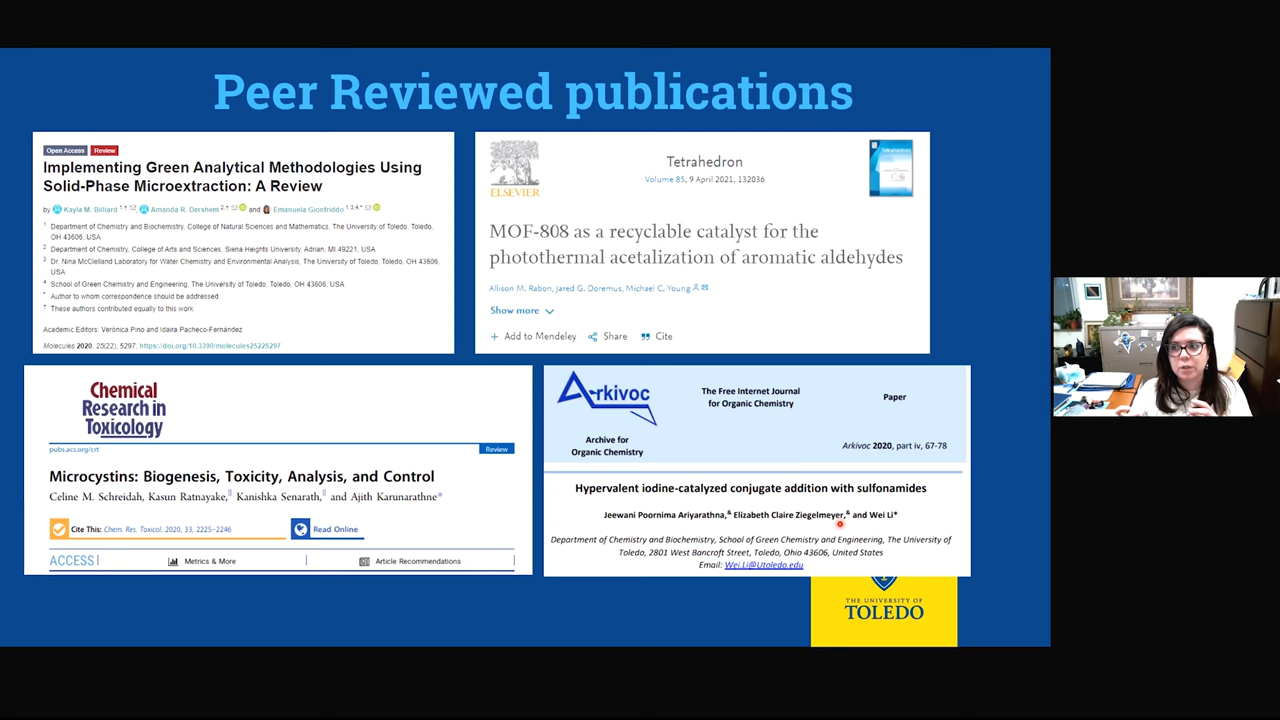 Peer Reviewed publications
Open Access Review
Implementing Green Analytical Methodologies Using
Solid-Phase Microextraction: A Review
by Kayla M. Billiard 1,†, Amanda R. Dershem 2,† and Emanuela Gionfriddo 1,3,4,*
1 Department of Chemistry and Biochemistry, College of Natural Sciences and Mathematics, The University of Toledo, Toledo,
OH 43606, USA
2 Department of Chemistry, College of Arts and Sciences, Siena Heights University, Adrian, MI 49221, USA
3 Dr. Nina McClelland Laboratory for Water Chemistry and Environmental Analysis, The University of Toledo, Toledo, OH 43606,
USA
4 School of Green Chemistry and Engineering, The University of Toledo, Toledo, OH 43606, USA
* Author to whom correspondence should be addressed.
† These authors contributed equally to this work.
Academic Editors: Verónica Pino and Idaira Pacheco-Fernández
Molecules 2020, 25(22), 5297, https://doi.org/10.3390/molecules25225297
ELSEVIER
Tetrahedron
Volume 85, 9 April 2021, 132036
Tetrahedron
MOF-808 as a recyclable catalyst for the
photothermal acetalization of aromatic aldehydes
Allison M. Rabon, Jared G. Doremus, Michael C. Young
Show more
Add to Mendeley Share Cite
Chemical
Research in
Toxicology
pubs.acs.org/crt
Review
Microcystins: Biogenesis, Toxicity, Analysis, and Control
Celine M. Schreidah, Kasun Ratnayake,|| Kanishka Senarath,|| and Ajith Karunarathne*
Cite This: Chem. Res. Toxicol. 2020, 33, 2225–2246
Read Online
ACCESS
Metrics & More
Article Recommendations
Arkivoc
The Free Internet Journal
for Organic Chemistry
Paper
Archive for
Organic Chemistry
Arkivoc 2020, part iv, 67-78
Hypervalent iodine-catalyzed conjugate addition with sulfonamides
Jeewani Poornima Ariyarathna,& Elizabeth Claire Ziegelmeyer,& and Wei Li*
Department of Chemistry and Biochemistry, School of Green Chemistry and Engineering, The University of
Toledo, 2801 West Bancroft Street, Toledo, Ohio 43606, United States
Email: Wei.Li@Utoledo.edu
THE UNIVERSITY OF
TOLEDO